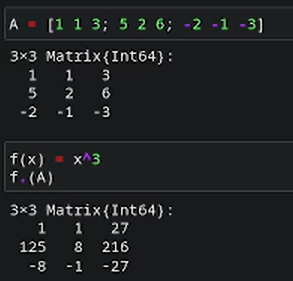 A = [1 1 3; 5 2 6; -2 -1 -3]
3×3 Matrix{Int64}:
  1   1   3
  5   2   6
 -2  -1  -3
f(x) = x^3
f.(A)
3×3 Matrix{Int64}:
   1   1   27
 125   8  216
  -8  -1  -27